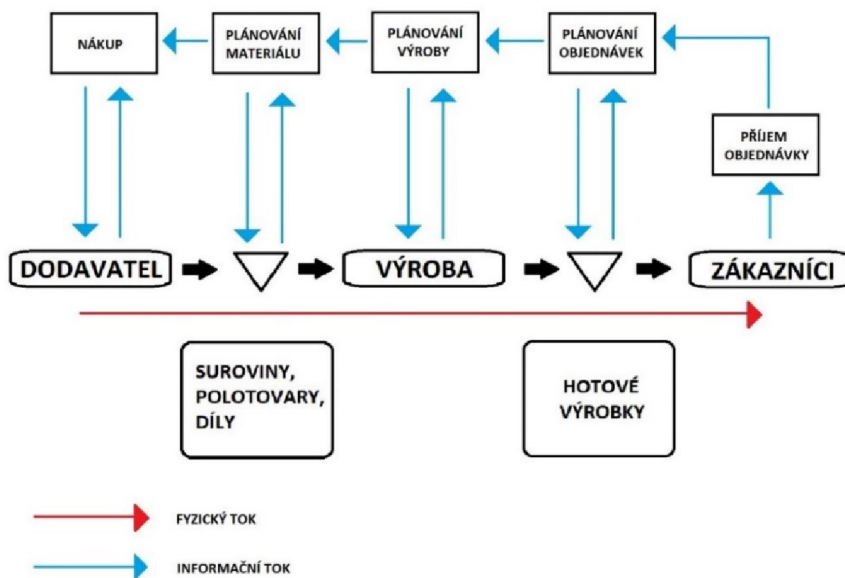 NÁKUP
PLÁNOVÁNÍ
MATERIÁLU
PLÁNOVÁNÍ
VÝROBY
PLÁNOVÁNÍ
OBJEDNÁVEK
PŘÍJEM
OBJEDNÁVKY
DODAVATEL
VÝROBA
ZÁKAZNÍCI
SUROVINY,
POLOTOVARY,
DÍLY
HOTOVÉ
VÝROBKY
FYZICKÝ TOK
INFORMAČNÍ TOK